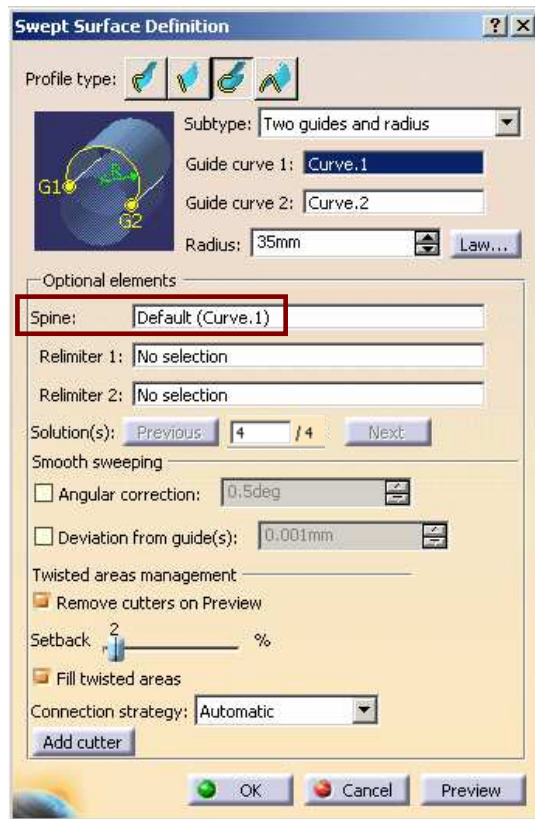 Swept Surface Definition ? X
Profile type:
Subtype: Two guides and radius
G1 R G2
Guide curve 1: Curve.1
Guide curve 2: Curve.2
Radius: 35mm Law...
Optional elements
Spine: Default (Curve.1)
Relimiter 1: No selection
Relimiter 2: No selection
Solution(s): Previous 4 / 4 Next
Smooth sweeping
Angular correction: 0.5deg
Deviation from guide(s): 0.001mm
Twisted areas management
Remove cutters on Preview
Setback 2 %
Fill twisted areas
Connection strategy: Automatic
Add cutter
OK Cancel Preview